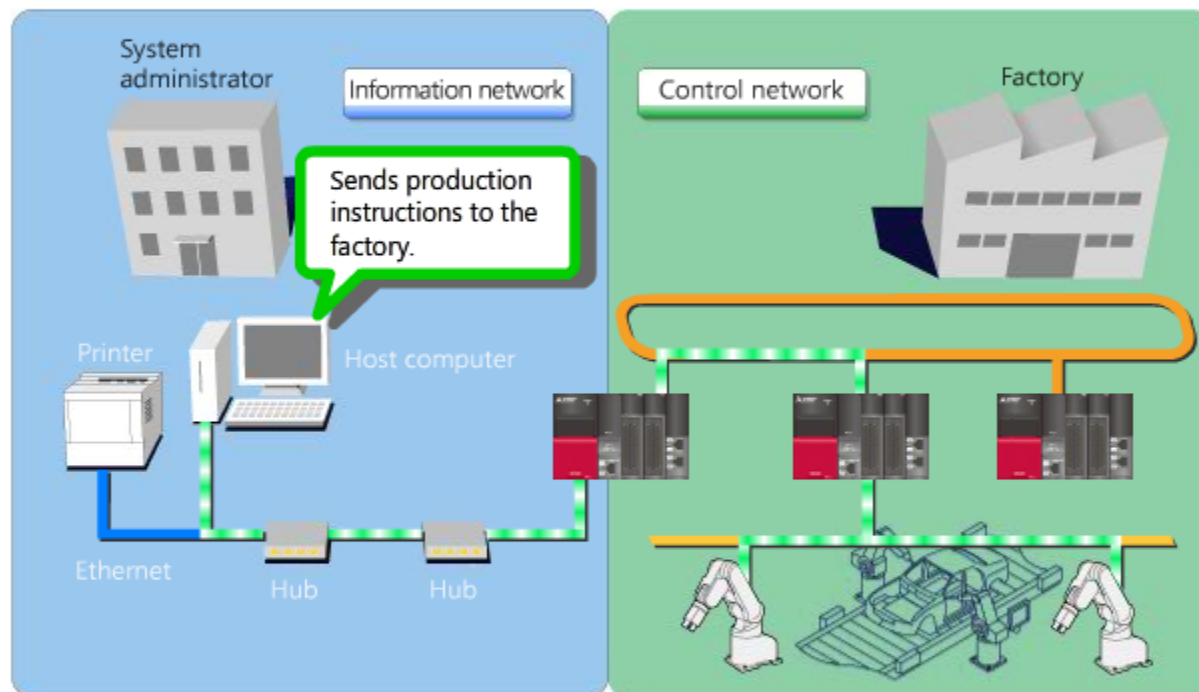 System
administrator
Information network
Control network
Factory
Sends production
instructions to the
factory.
Printer
Host computer
Ethernet
Hub
Hub